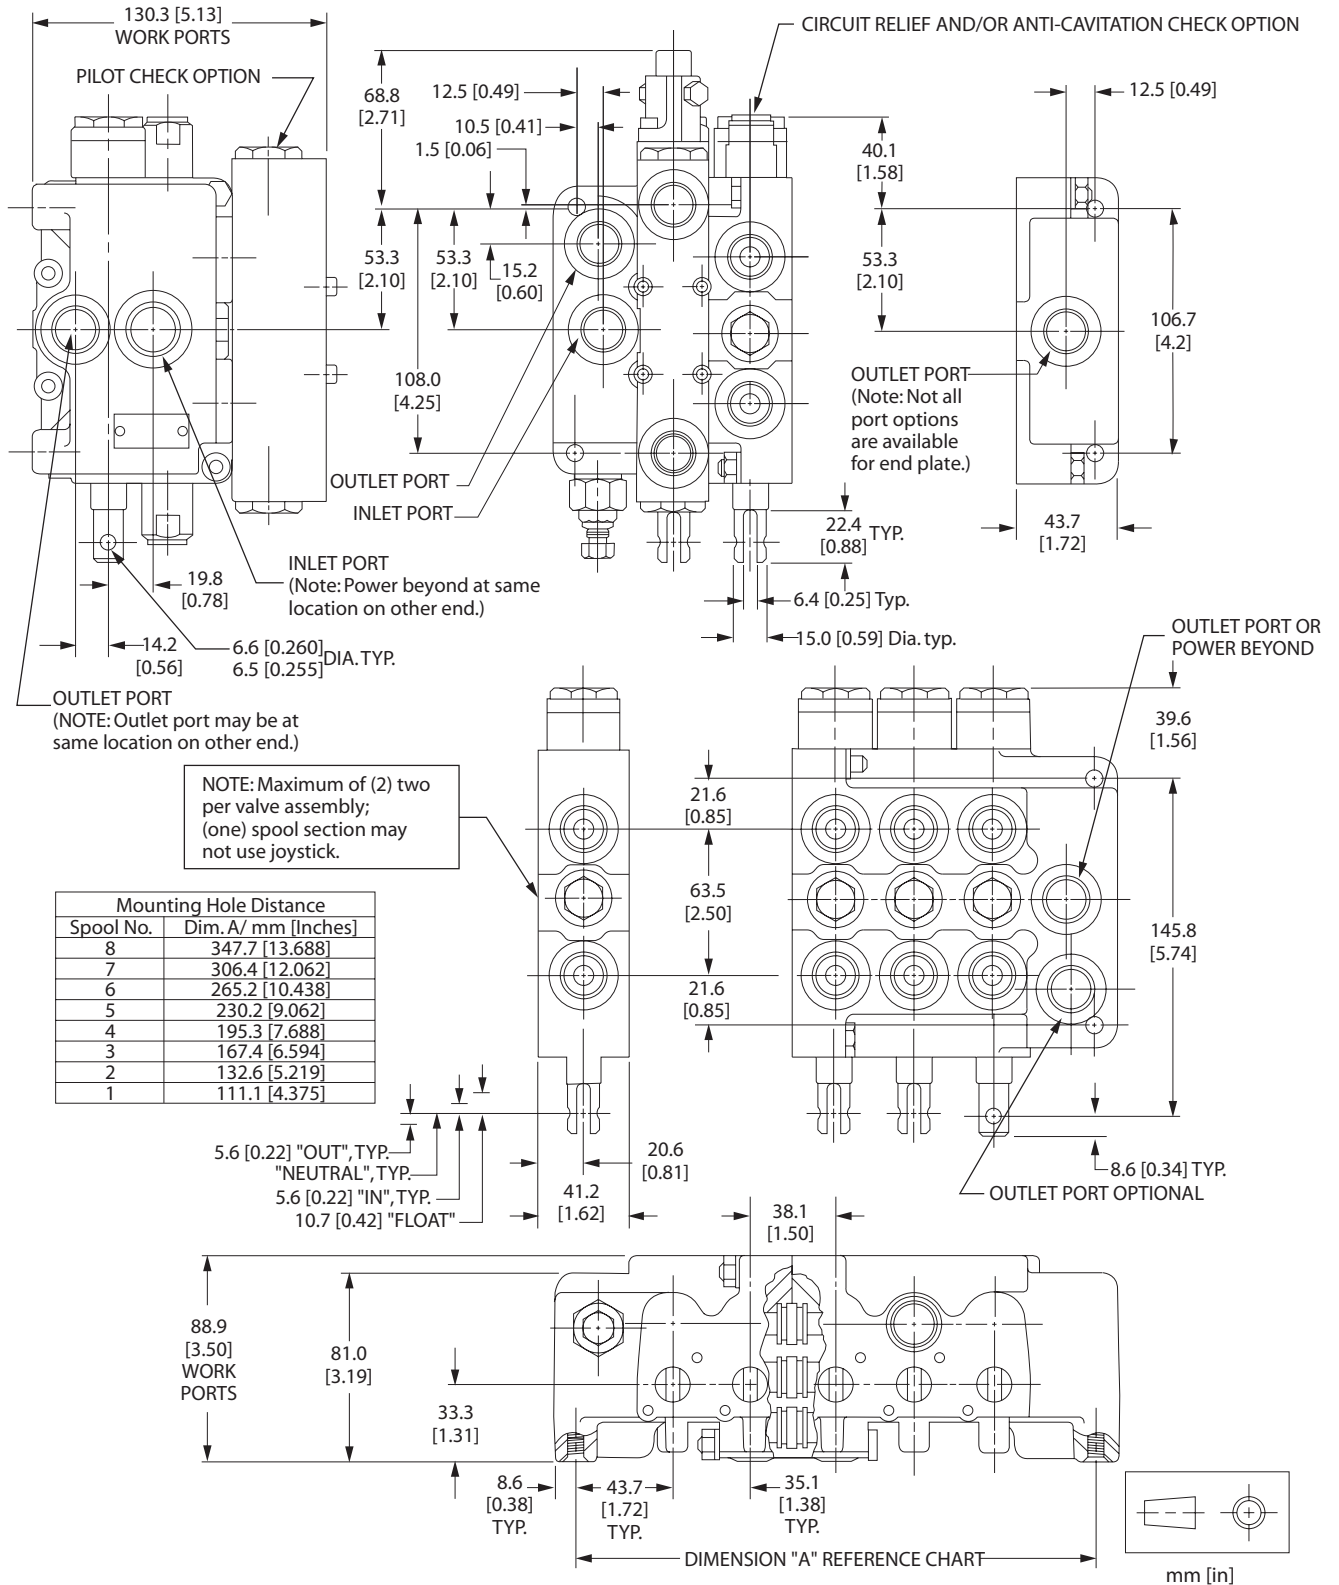 130.3 [5.13]
WORK PORTS
PILOT CHECK OPTION
CIRCUIT RELIEF AND/OR ANTI-CAVITATION CHECK OPTION
68.8
[2.71]
12.5 [0.49]
10.5 [0.41]
1.5 [0.06]
12.5 [0.49]
40.1
[1.58]
53.3
[2.10]
53.3
[2.10]
15.2
[0.60]
53.3
[2.10]
106.7
[4.2]
108.0
[4.25]
OUTLET PORT
(Note: Not all
port options
are available
for end plate.)
OUTLET PORT
INLET PORT
22.4
[0.88]
TYP.
43.7
[1.72]
INLET PORT
(Note: Power beyond at same
location on other end.)
19.8
[0.78]
6.4 [0.25] Typ.
15.0 [0.59] Dia. typ.
14.2
[0.56]
6.6 [0.260]
6.5 [0.255]
DIA. TYP.
OUTLET PORT OR
POWER BEYOND
OUTLET PORT
(NOTE: Outlet port may be at
same location on other end.)
39.6
[1.56]
NOTE: Maximum of (2) two
per valve assembly;
(one) spool section may
not use joystick.
21.6
[0.85]
63.5
[2.50]
145.8
[5.74]
21.6
[0.85]
Mounting Hole Distance
Spool No. Dim. A/ mm [Inches]
8 347.7 [13.688]
7 306.4 [12.062]
6 265.2 [10.438]
5 230.2 [9.062]
4 195.3 [7.688]
3 167.4 [6.594]
2 132.6 [5.219]
1 111.1 [4.375]
5.6 [0.22] "OUT", TYP.
"NEUTRAL", TYP.
5.6 [0.22] "IN", TYP.
10.7 [0.42] "FLOAT"
20.6
[0.81]
41.2
[1.62]
8.6 [0.34] TYP.
OUTLET PORT OPTIONAL
38.1
[1.50]
88.9
[3.50]
WORK
PORTS
81.0
[3.19]
33.3
[1.31]
8.6
[0.38]
TYP.
43.7
[1.72]
TYP.
35.1
[1.38]
TYP.
DIMENSION "A" REFERENCE CHART
mm [in]